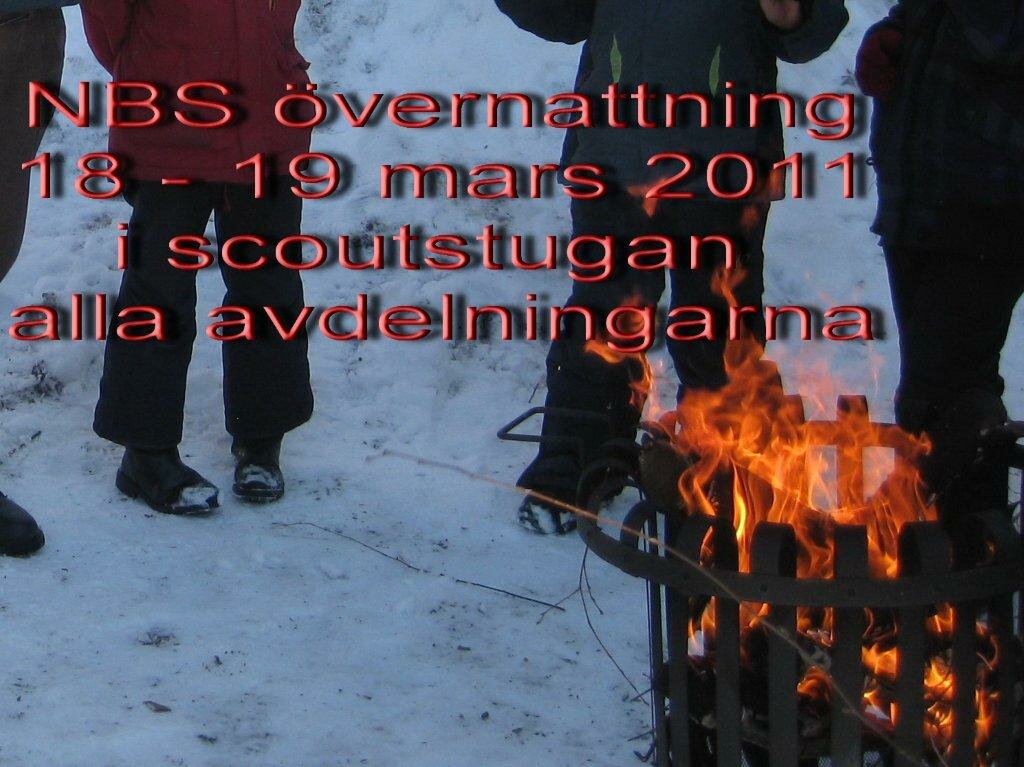 NBS övernattning
18 - 19 mars 2011
i scoutstugan
alla avdelningarna